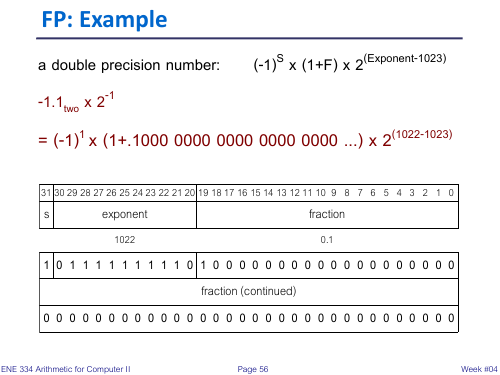 FP: Example
a double precision number: (-1)^S x (1+F) x 2^(Exponent-1023)
-1.1_two x 2^-1
= (-1)^1 x (1+.1000 0000 0000 0000 0000 ...) x 2^(1022-1023)
31 30 29 28 27 26 25 24 23 22 21 20 19 18 17 16 15 14 13 12 11 10 9 8 7 6 5 4 3 2 1 0
s exponent fraction
1022 0.1
1 0 1 1 1 1 1 1 1 1 1 0 1 0 0 0 0 0 0 0 0 0 0 0 0 0 0 0 0 0 0 0
fraction (continued)
0 0 0 0 0 0 0 0 0 0 0 0 0 0 0 0 0 0 0 0 0 0 0 0 0 0 0 0 0 0 0 0
ENE 334 Arithmetic for Computer II Page 56 Week #04